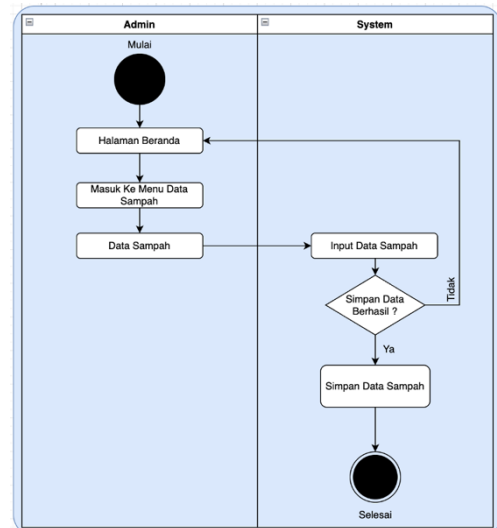 Admin
System
Mulai
Halaman Beranda
Masuk Ke Menu Data
Sampah
Data Sampah
Input Data Sampah
Simpan Data
Berhasil ?
Tidak
Ya
Simpan Data Sampah
Selesai